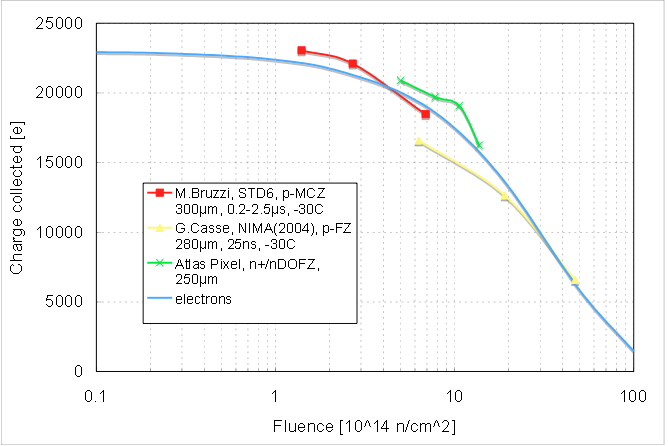 25000
20000
15000
10000
5000
0
Charge collected [e]
M.Bruzzi, STD6, p-MCZ
300µm, 0.2-2.5µs, -30C
G.Casse, NIMA(2004), p-FZ
280µm, 25ns, -30C
Atlas Pixel, n+/nDOFZ,
250µm
electrons
0.1 1 10 100
Fluence [10^14 n/cm^2]